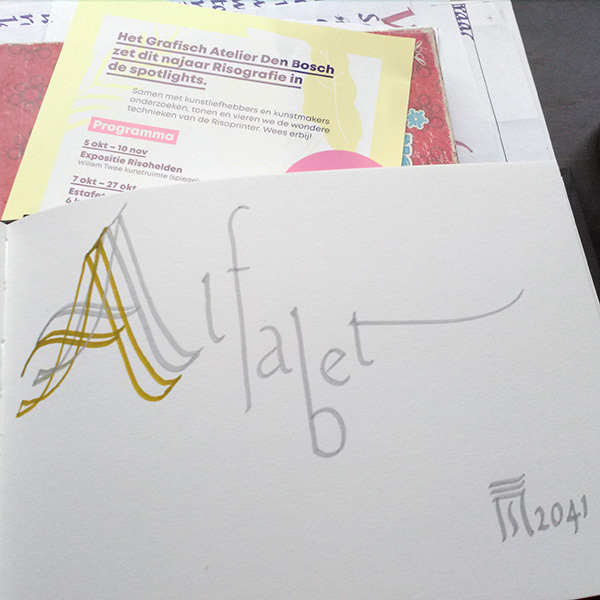 Het Grafisch Atelier Den Bosch
zet dit najaar Risografie in
de spotlights.
Samen met kunstliefhebbers en kunstmakers
onderzoeken, tonen en vieren we de wondere
technieken van de Risoprinter. Wees erbij!
Programma
5 okt – 10 nov
Expositie Risohelden
Willem Twee kunstruimte
7 okt – 27 okt
Alfabet
2041